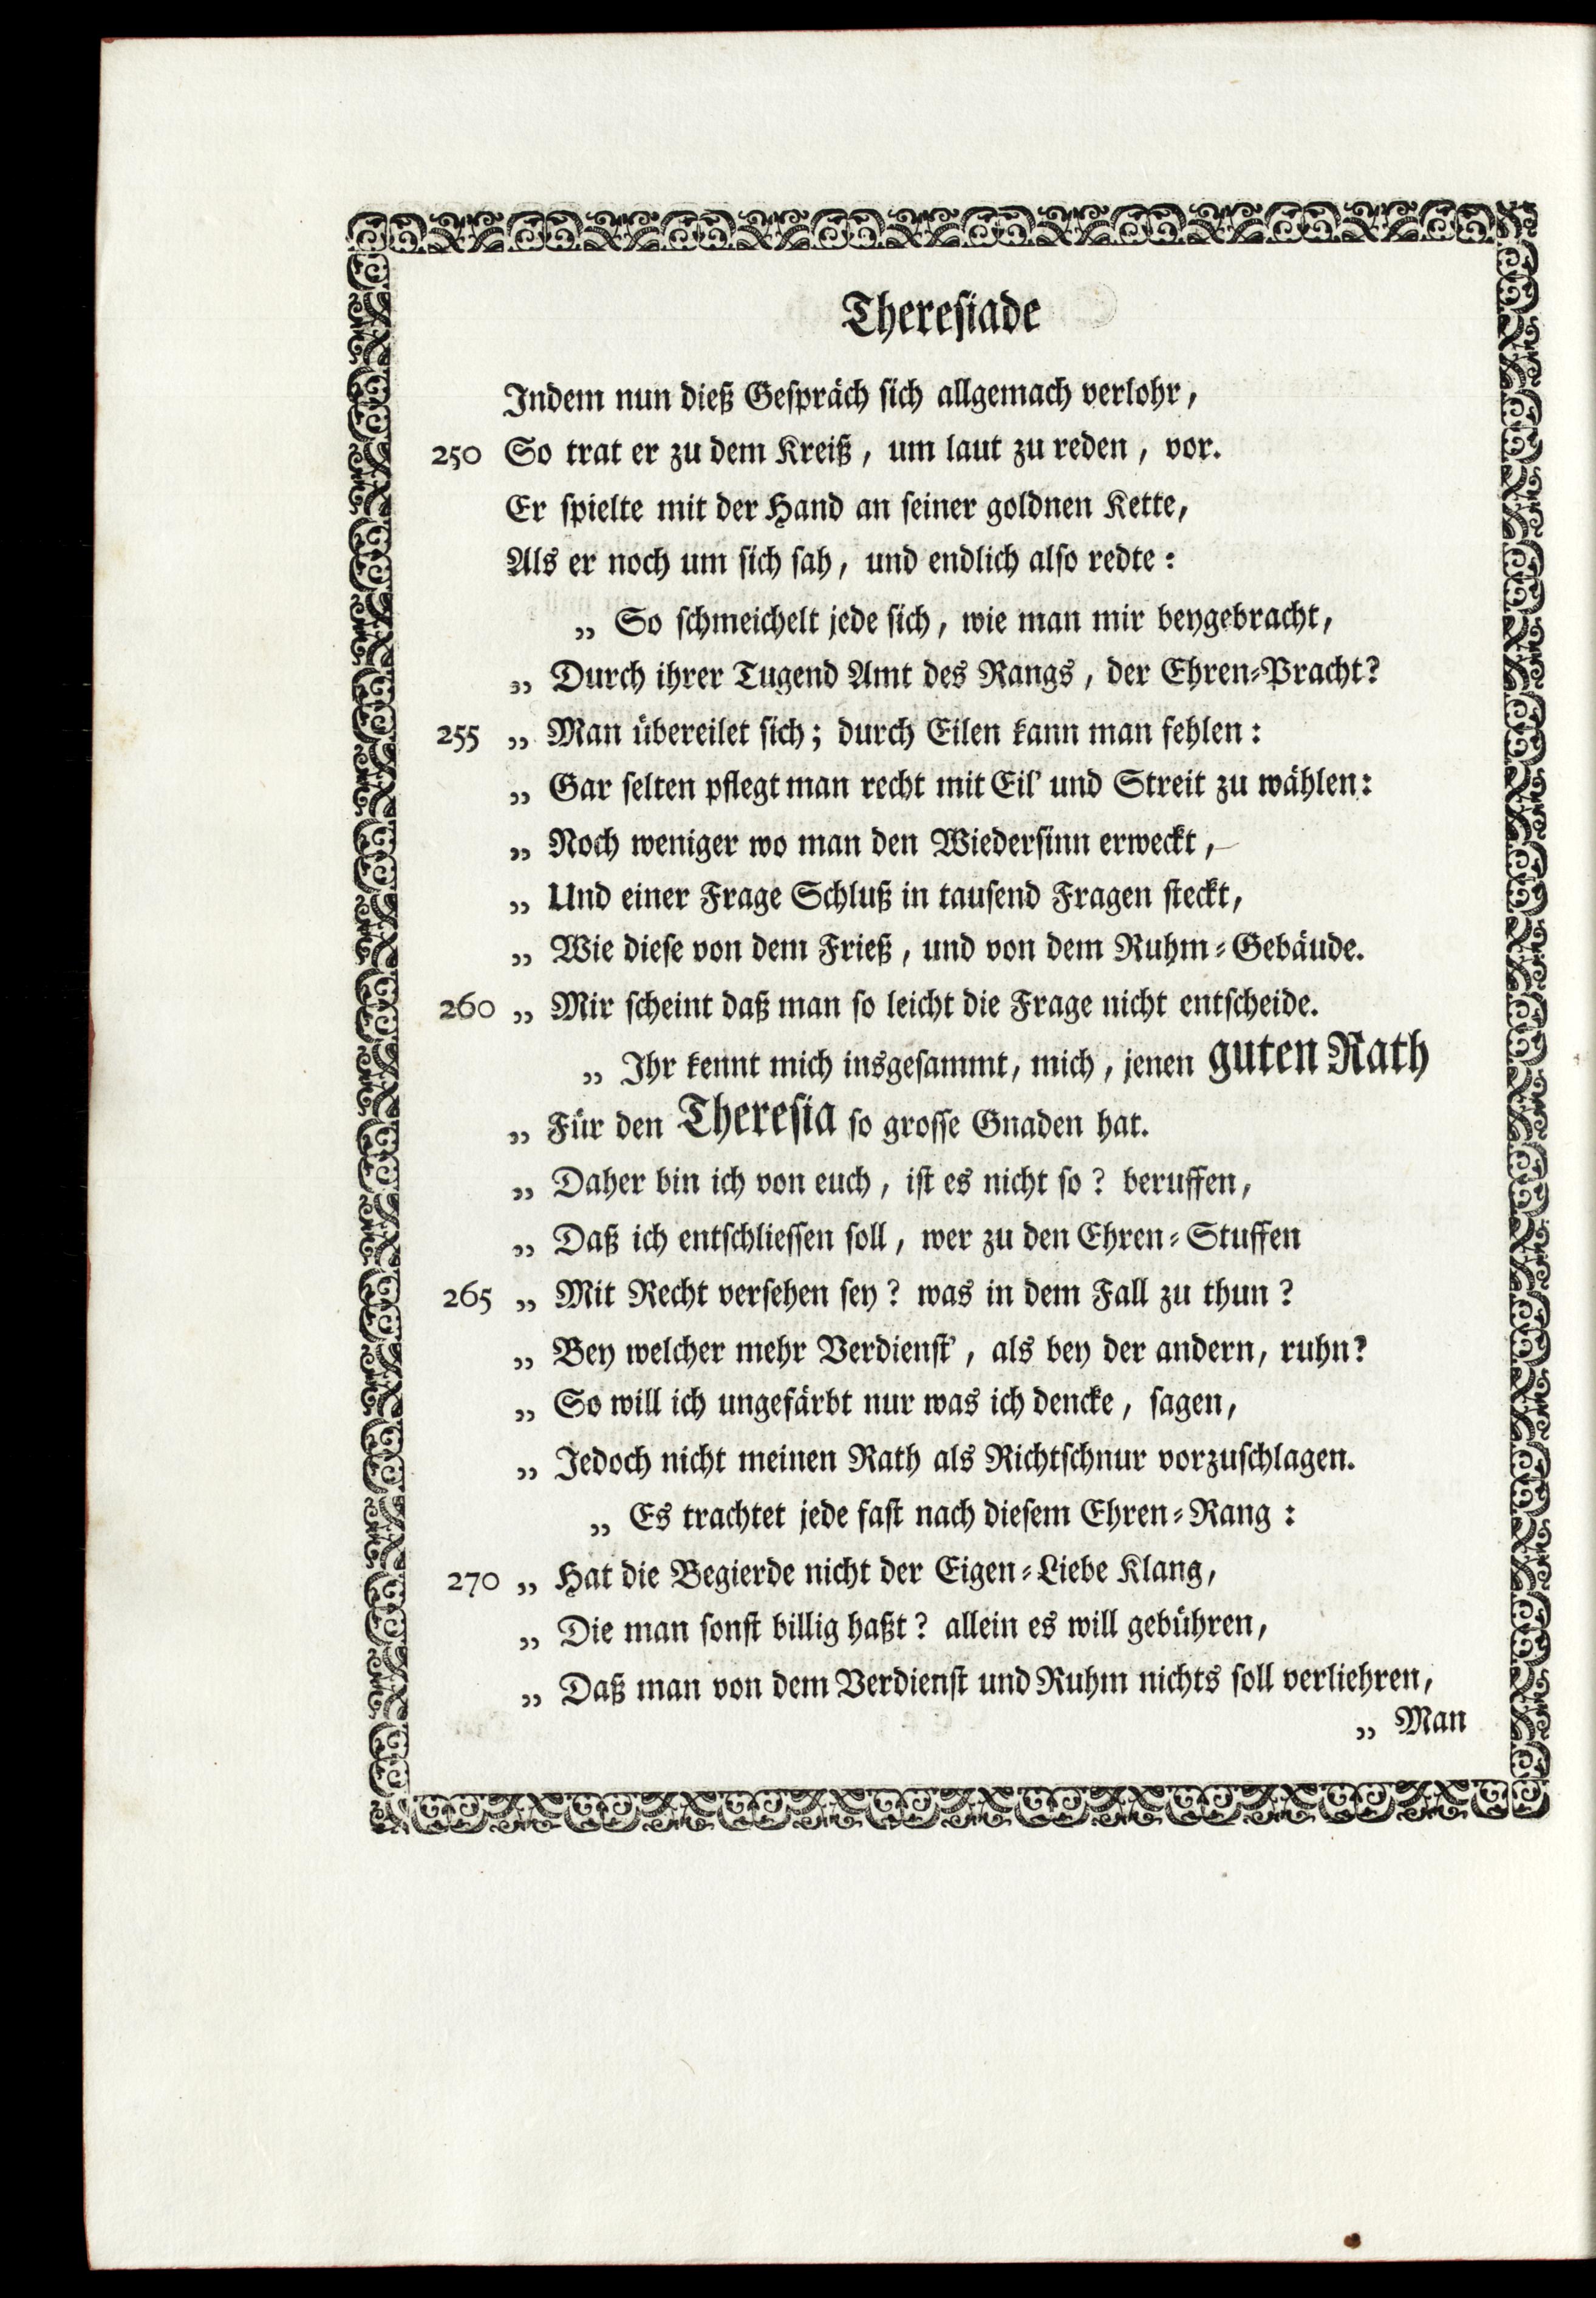 Theresiade
Indem nun dieß Gespräch sich allgemach verlohr,
250 So trat er zu dem Kreiß, um laut zu reden, vor.
Er spielte mit der Hand an seiner goldnen Kette,
Als er noch um sich sah, und endlich also redte:
„ So schmeichelt jede sich, wie man mir beygebracht,
„ Durch ihrer Tugend Amt des Rangs, der Ehren-Pracht?
255 „ Man übereilet sich; durch Eilen kann man fehlen:
„ Gar selten pflegt man recht mit Eil' und Streit zu wählen:
„ Noch weniger wo man den Wiedersinn erweckt,
„ Und einer Frage Schluß in tausend Fragen steckt,
„ Wie diese von dem Frieß, und von dem Ruhm-Gebäude.
260 „ Mir scheint daß man so leicht die Frage nicht entscheide.
„ Ihr kennt mich insgesammt, mich, jenen guten Rath
„ Für den Theresia so grosse Gnaden hat.
„ Daher bin ich von euch, ist es nicht so? beruffen,
„ Daß ich entschliessen soll, wer zu den Ehren-Stuffen
265 „ Mit Recht versehen sey? was in dem Fall zu thun?
„ Bey welcher mehr Verdienst', als bey der andern, ruhn?
„ So will ich ungefärbt nur was ich dencke, sagen,
„ Jedoch nicht meinen Rath als Richtschnur vorzuschlagen.
„ Es trachtet jede fast nach diesem Ehren-Rang:
270 „ Hat die Begierde nicht der Eigen-Liebe Klang,
„ Die man sonst billig haßt? allein es will gebühren,
„ Daß man von dem Verdienst und Ruhm nichts soll verliehren,
„ Man